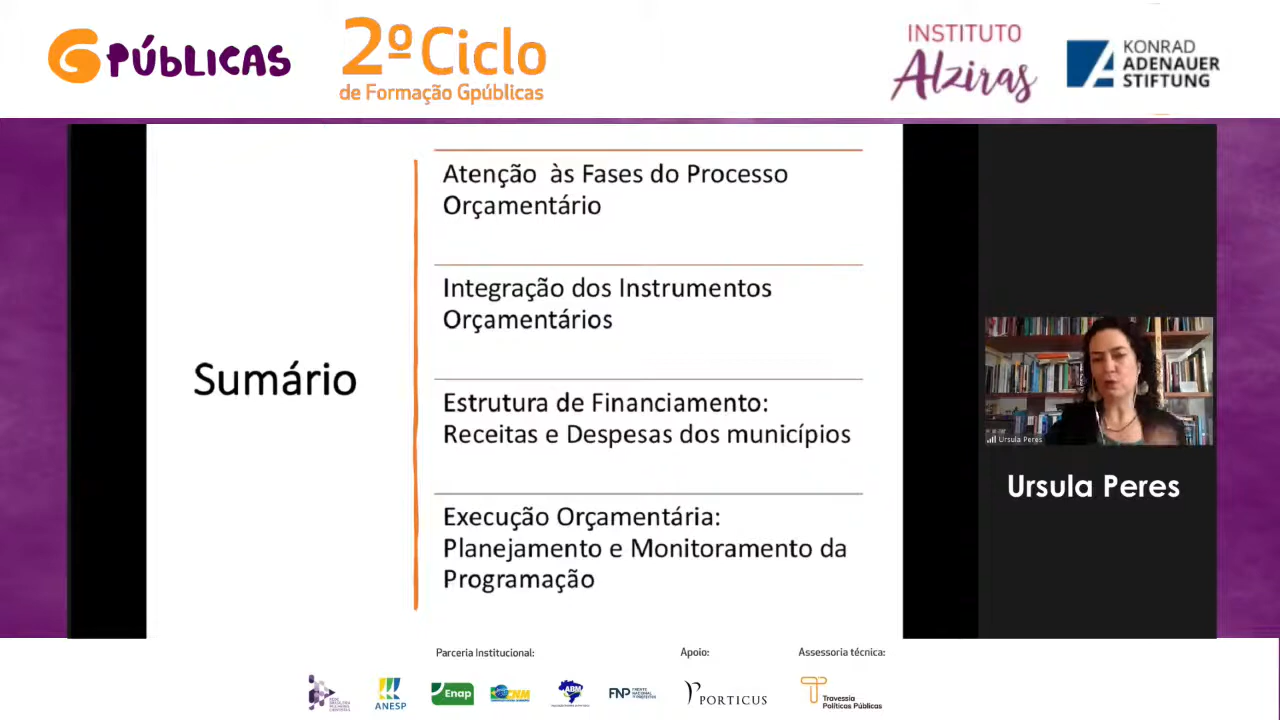 GPÚBLICAS
2º Ciclo
de Formação Gpúblicas
INSTITUTO
Alziras
KONRAD
ADENAUER
STIFTUNG
Sumário
Atenção às Fases do Processo
Orçamentário
Integração dos Instrumentos
Orçamentários
Estrutura de Financiamento:
Receitas e Despesas dos municípios
Execução Orçamentária:
Planejamento e Monitoramento da
Programação
Ursula Peres
Ursula Peres
Parceria Institucional:
Apoio:
Assessoria técnica:
ANESP
Enap
CNM
ABM
FNP
PORTICUS
Travessia
Políticas Públicas